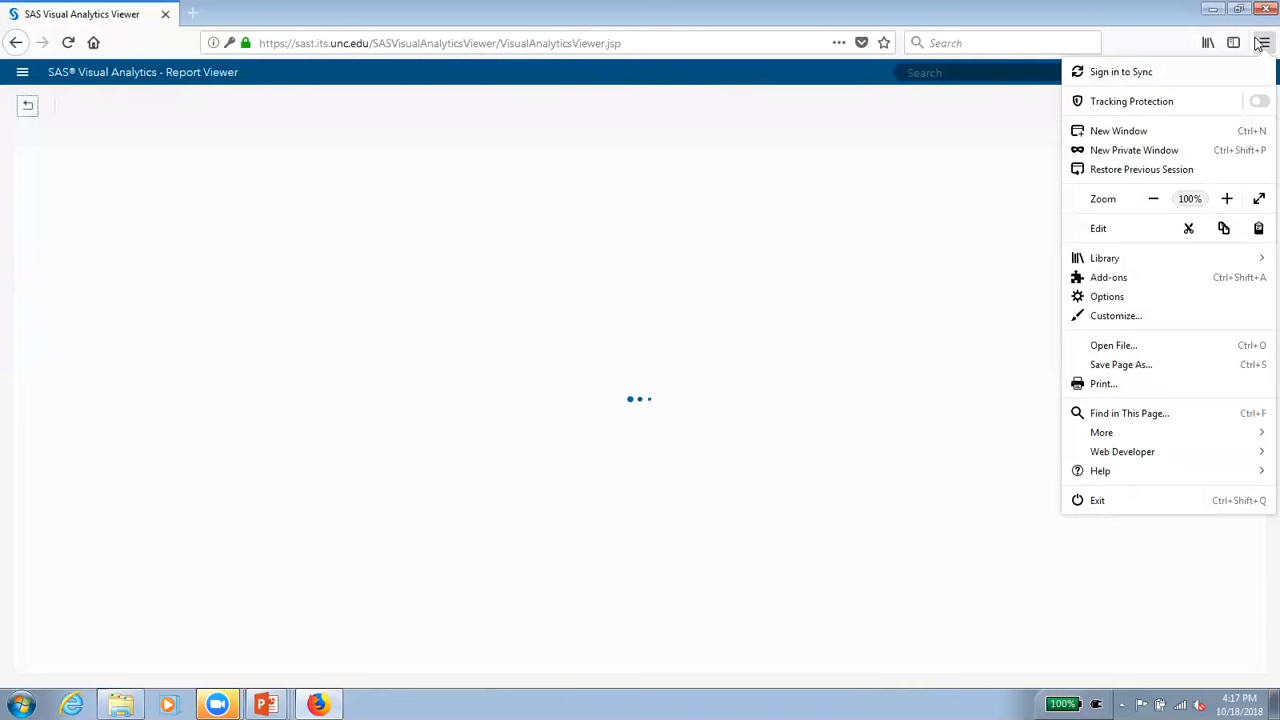 SAS Visual Analytics Viewer
https://sast.its.unc.edu/SASVisualAnalyticsViewer/VisualAnalyticsViewer.jsp
Search
SAS® Visual Analytics - Report Viewer
Search
Sign in to Sync
Tracking Protection
New Window Ctrl+N
New Private Window Ctrl+Shift+P
Restore Previous Session
Zoom 100%
Edit
Library
Add-ons Ctrl+Shift+A
Options
Customize...
Open File... Ctrl+O
Save Page As... Ctrl+S
Print...
Find in This Page... Ctrl+F
More
Web Developer
Help
Exit Ctrl+Shift+Q
100%
4:17 PM
10/18/2018